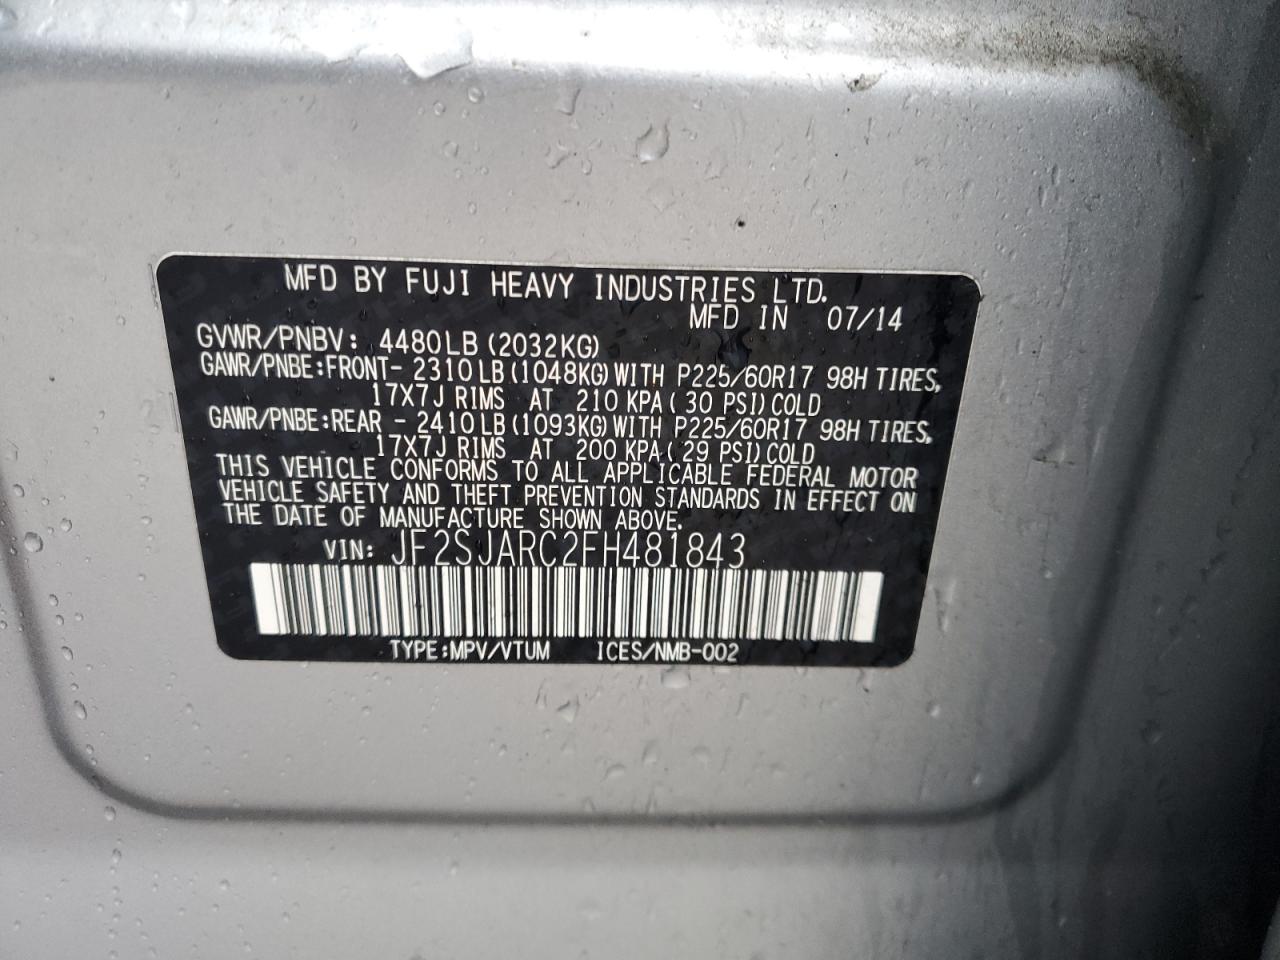 MFD BY FUJI HEAVY INDUSTRIES LTD.
MFD IN 07/14
GVWR/PNBV: 4480LB (2032KG)
GAWR/PNBE:FRONT- 2310LB(1048KG)WITH P225/60R17 98H TIRES,
17X7J RIMS AT 210 KPA( 30 PSI)COLD
GAWR/PNBE:REAR - 2410LB(1093KG)WITH P225/60R17 98H TIRES,
17X7J RIMS AT 200 KPA(29 PSI)COLD
THIS VEHICLE CONFORMS TO ALL APPLICABLE FEDERAL MOTOR
VEHICLE SAFETY AND THEFT PREVENTION STANDARDS IN EFFECT ON
THE DATE OF MANUFACTURE SHOWN ABOVE.
VIN: JF2SJARC2FH481843
TYPE:MPV/VTUM ICES/NMB-002